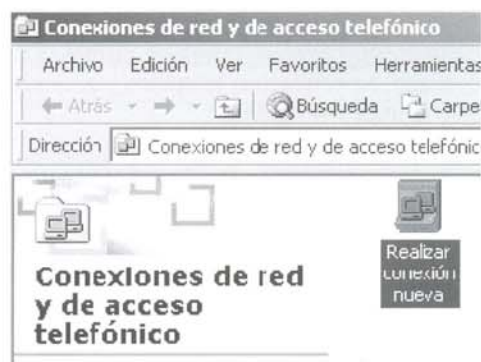 Conexiones de red y de acceso telefónico
Archivo Edición Ver Favoritos Herramientas
Atrás Búsqueda Carpe
Dirección Conexiones de red y de acceso telefónic
Realizar
conexión
nueva
Conexiones de red
y de acceso
telefónico